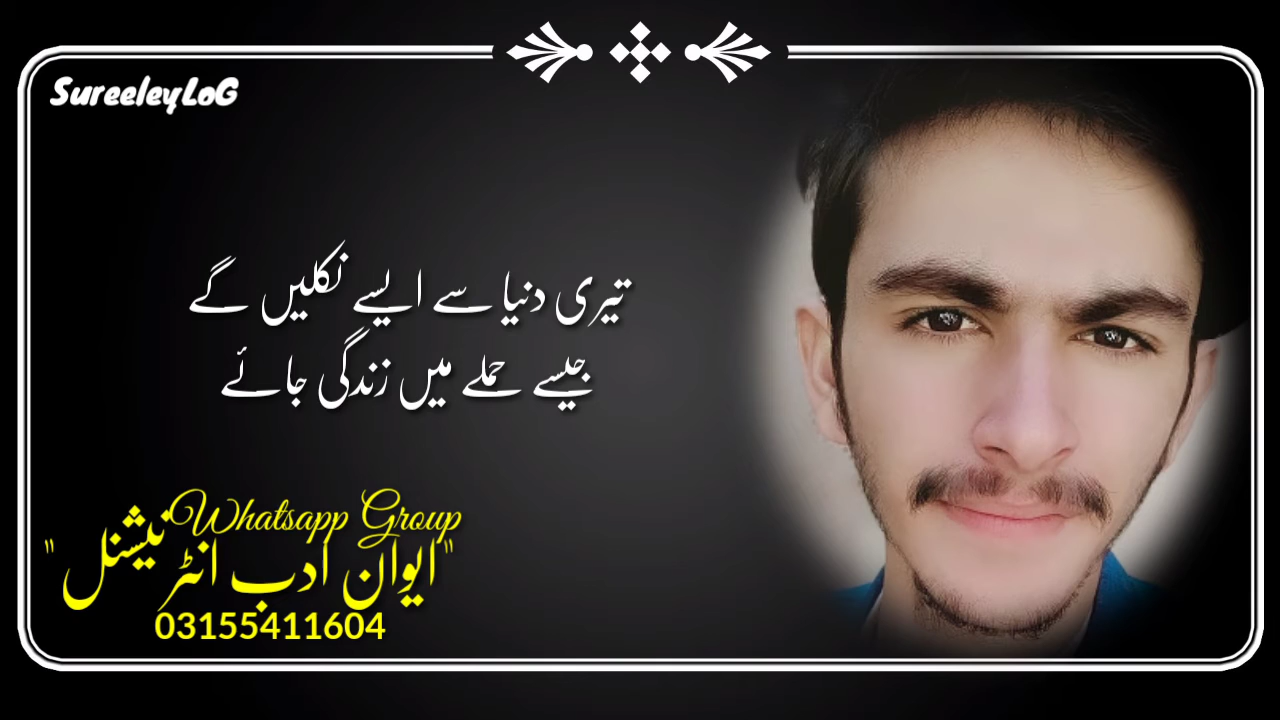 SureeleyLoG
تیری دنیا سے ایسے نکلیں گے
جیسے حملے میں زندگی جائے
Whatsapp Group
"ایوان ادب انٹرنیشنل"
03155411604